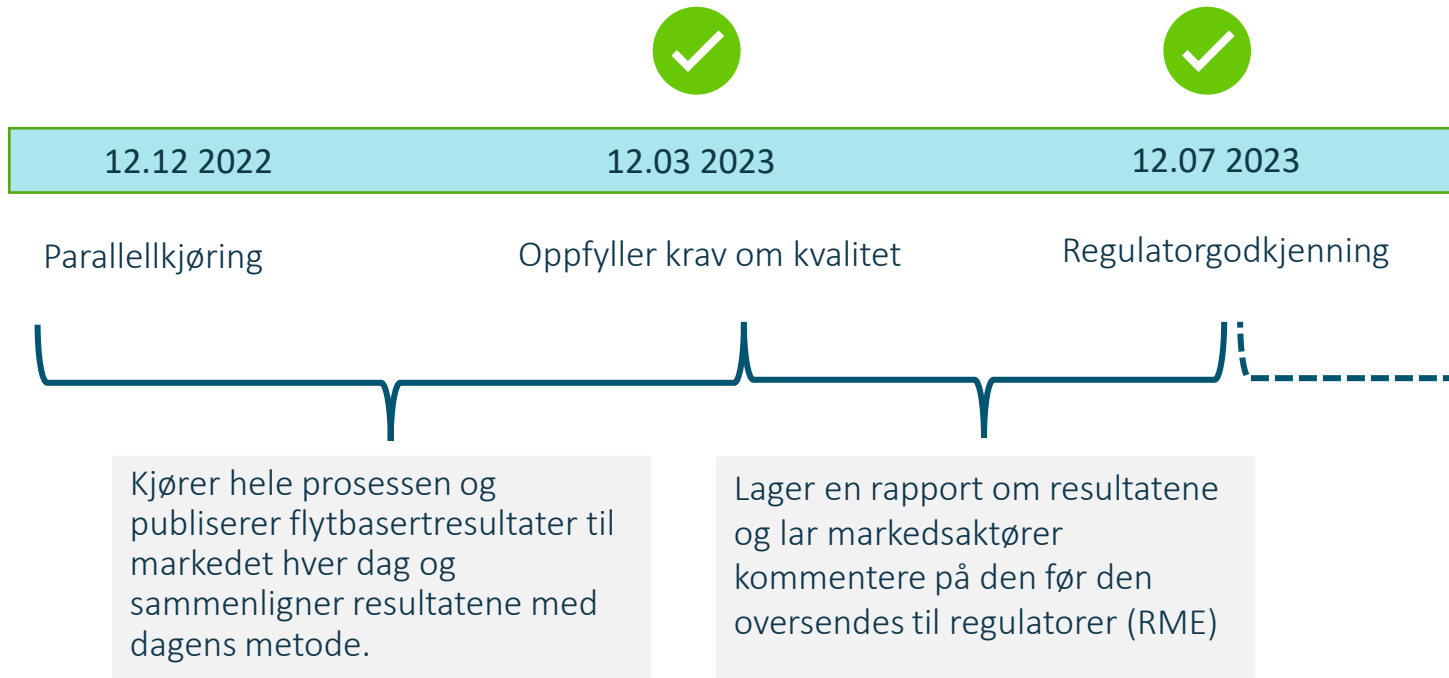 12.12 2022
12.03 2023
12.07 2023
Parallellkjøring
Oppfyller krav om kvalitet
Regulatorgodkjenning
Kjører hele prosessen og
publiserer flytbasertresultater til
markedet hver dag og
sammenligner resultatene med
dagens metode.
Lager en rapport om resultatene
og lar markedsaktører
kommentere på den før den
oversendes til regulatorer (RME)